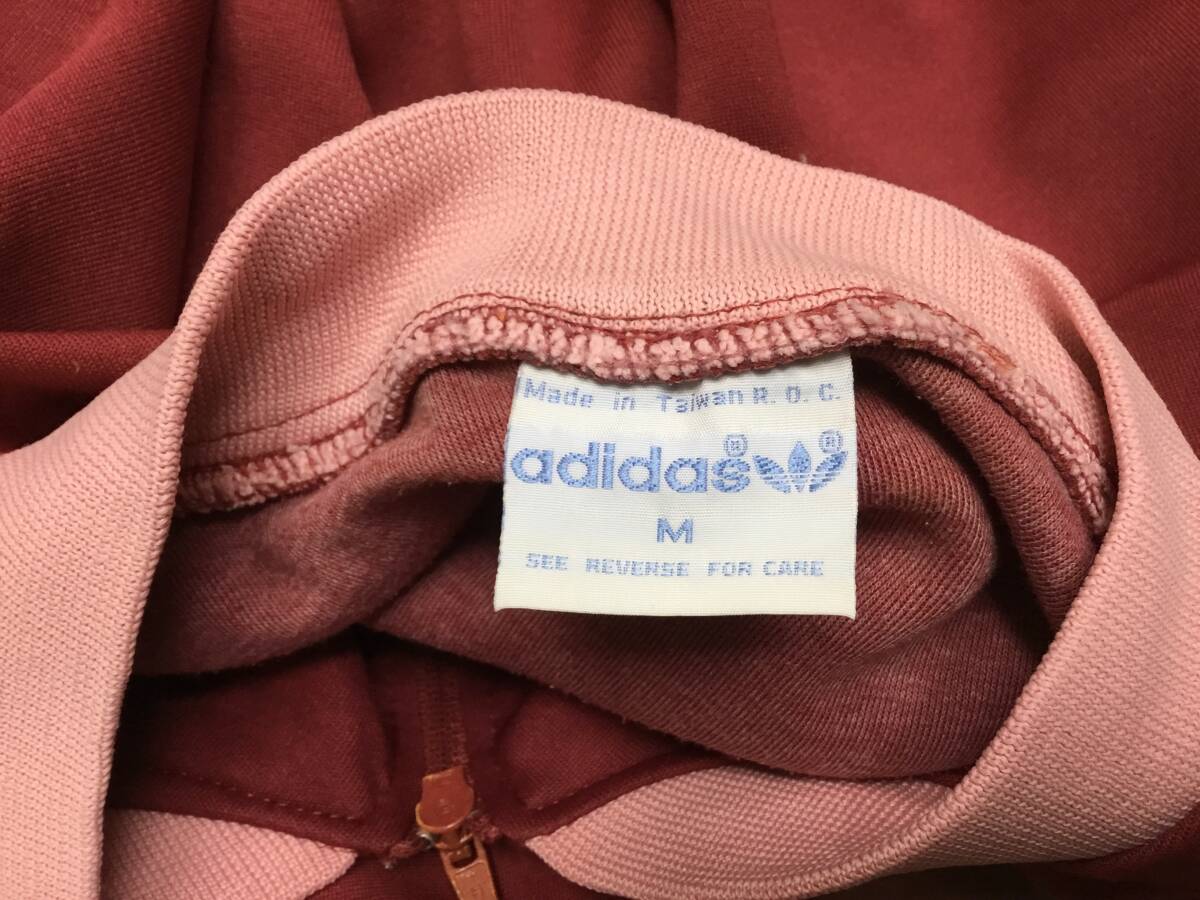 Made in Taiwan R.O.C.
adidas® ®
M
SEE REVERSE FOR CARE